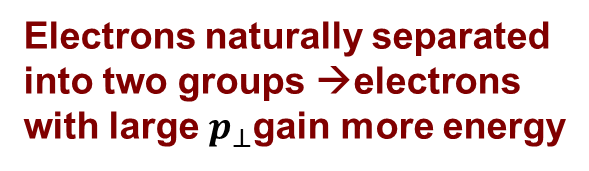 Electrons naturally separated
into two groups →electrons
with large p⊥gain more energy